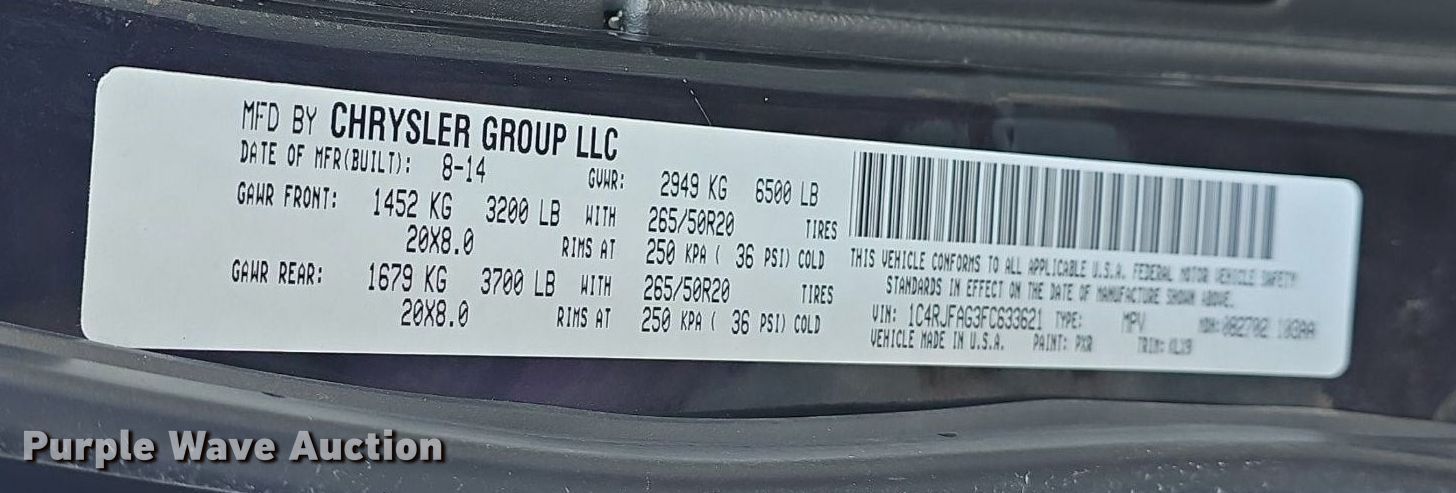 MFD BY CHRYSLER GROUP LLC
DATE OF MFR(BUILT): 8-14 GVWR: 2949 KG 6500 LB
GAWR FRONT: 1452 KG 3200 LB WITH 265/50R20 TIRES
20X8.0 RIMS AT 250 KPA ( 36 PSI) COLD
GAWR REAR: 1679 KG 3700 LB WITH 265/50R20 TIRES
20X8.0 RIMS AT 250 KPA ( 36 PSI) COLD
THIS VEHICLE CONFORMS TO ALL APPLICABLE U.S.A. FEDERAL MOTOR VEHICLE SAFETY
STANDARDS IN EFFECT ON THE DATE OF MANUFACTURE SHOWN ABOVE.
VIN: 1C4RJFAG3FC633621 TYPE: MPV MDH: 082702 103AA
VEHICLE MADE IN U.S.A. PAINT: PXR TRIM:
Purple Wave Auction